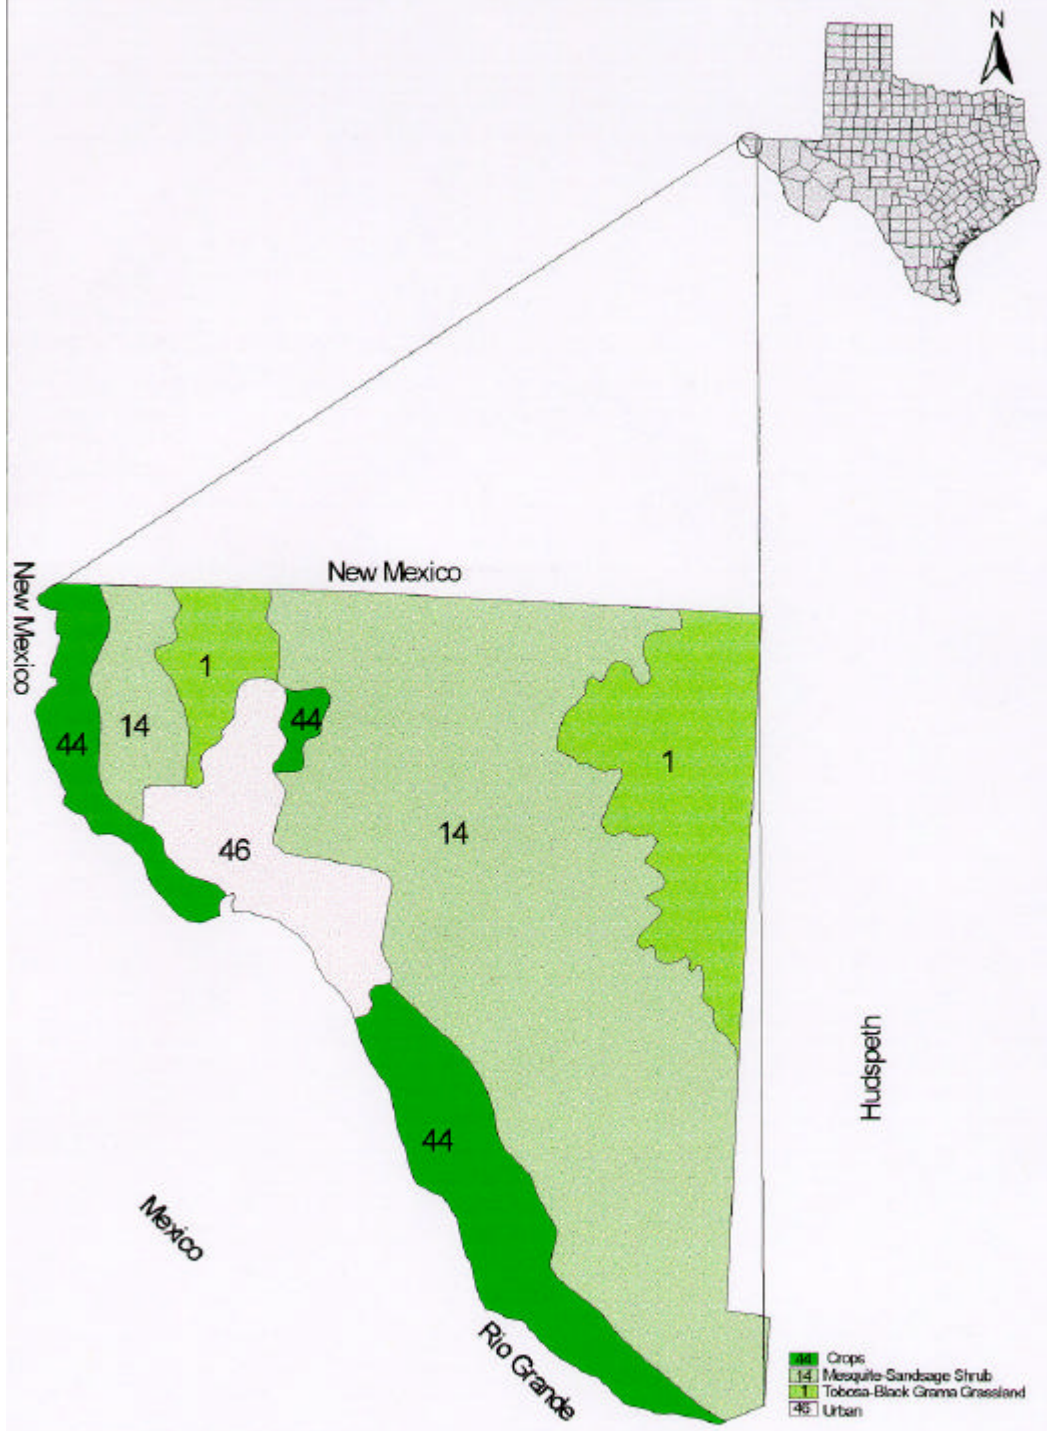 N
New Mexico
New Mexico
1
14
44
44
1
14
46
44
Hudspeth
Mexico
Rio Grande
44 Crops
14 Mesquite-Sandsage Shrub
1 Tobosa-Black Grama Grassland
46 Urban